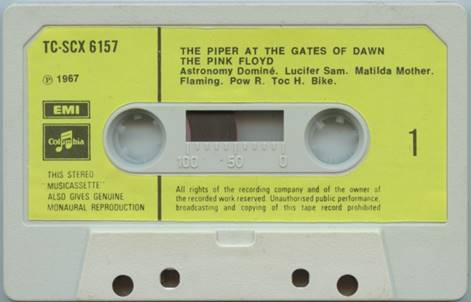 TC-SCX 6157
THE PIPER AT THE GATES OF DAWN
THE PINK FLOYD
Astronomy Dominé. Lucifer Sam. Matilda Mother.
Flaming. Pow R. Toc H. Bike.
℗ 1967
EMI
Columbia
1
100 50 0
THIS STEREO
"MUSICASSETTE"
ALSO GIVES GENUINE
MONAURAL REPRODUCTION
All rights of the recording company and of the owner of
the recorded work reserved. Unauthorised public performance,
broadcasting and copying of this tape record prohibited